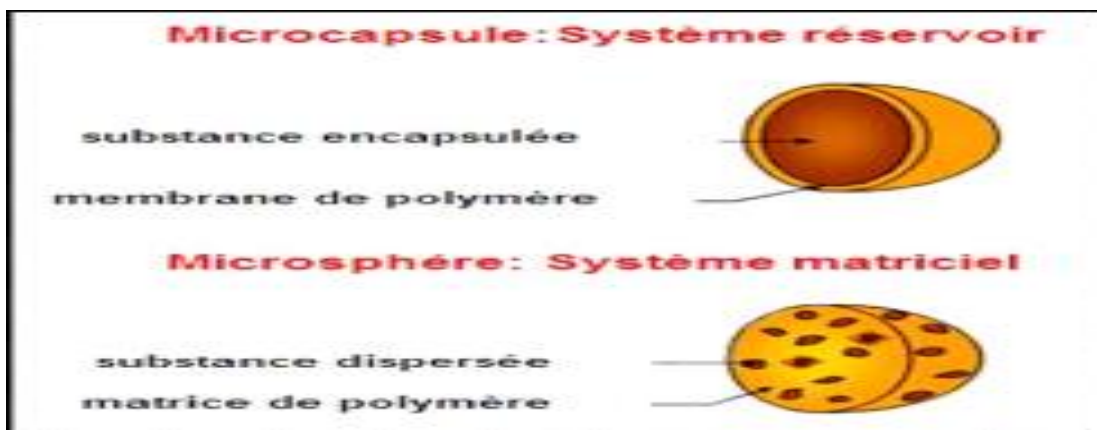 Microcapsule: Système réservoir
substance encapsulée
membrane de polymère
Microsphére: Système matriciel
substance dispersée
matrice de polymère